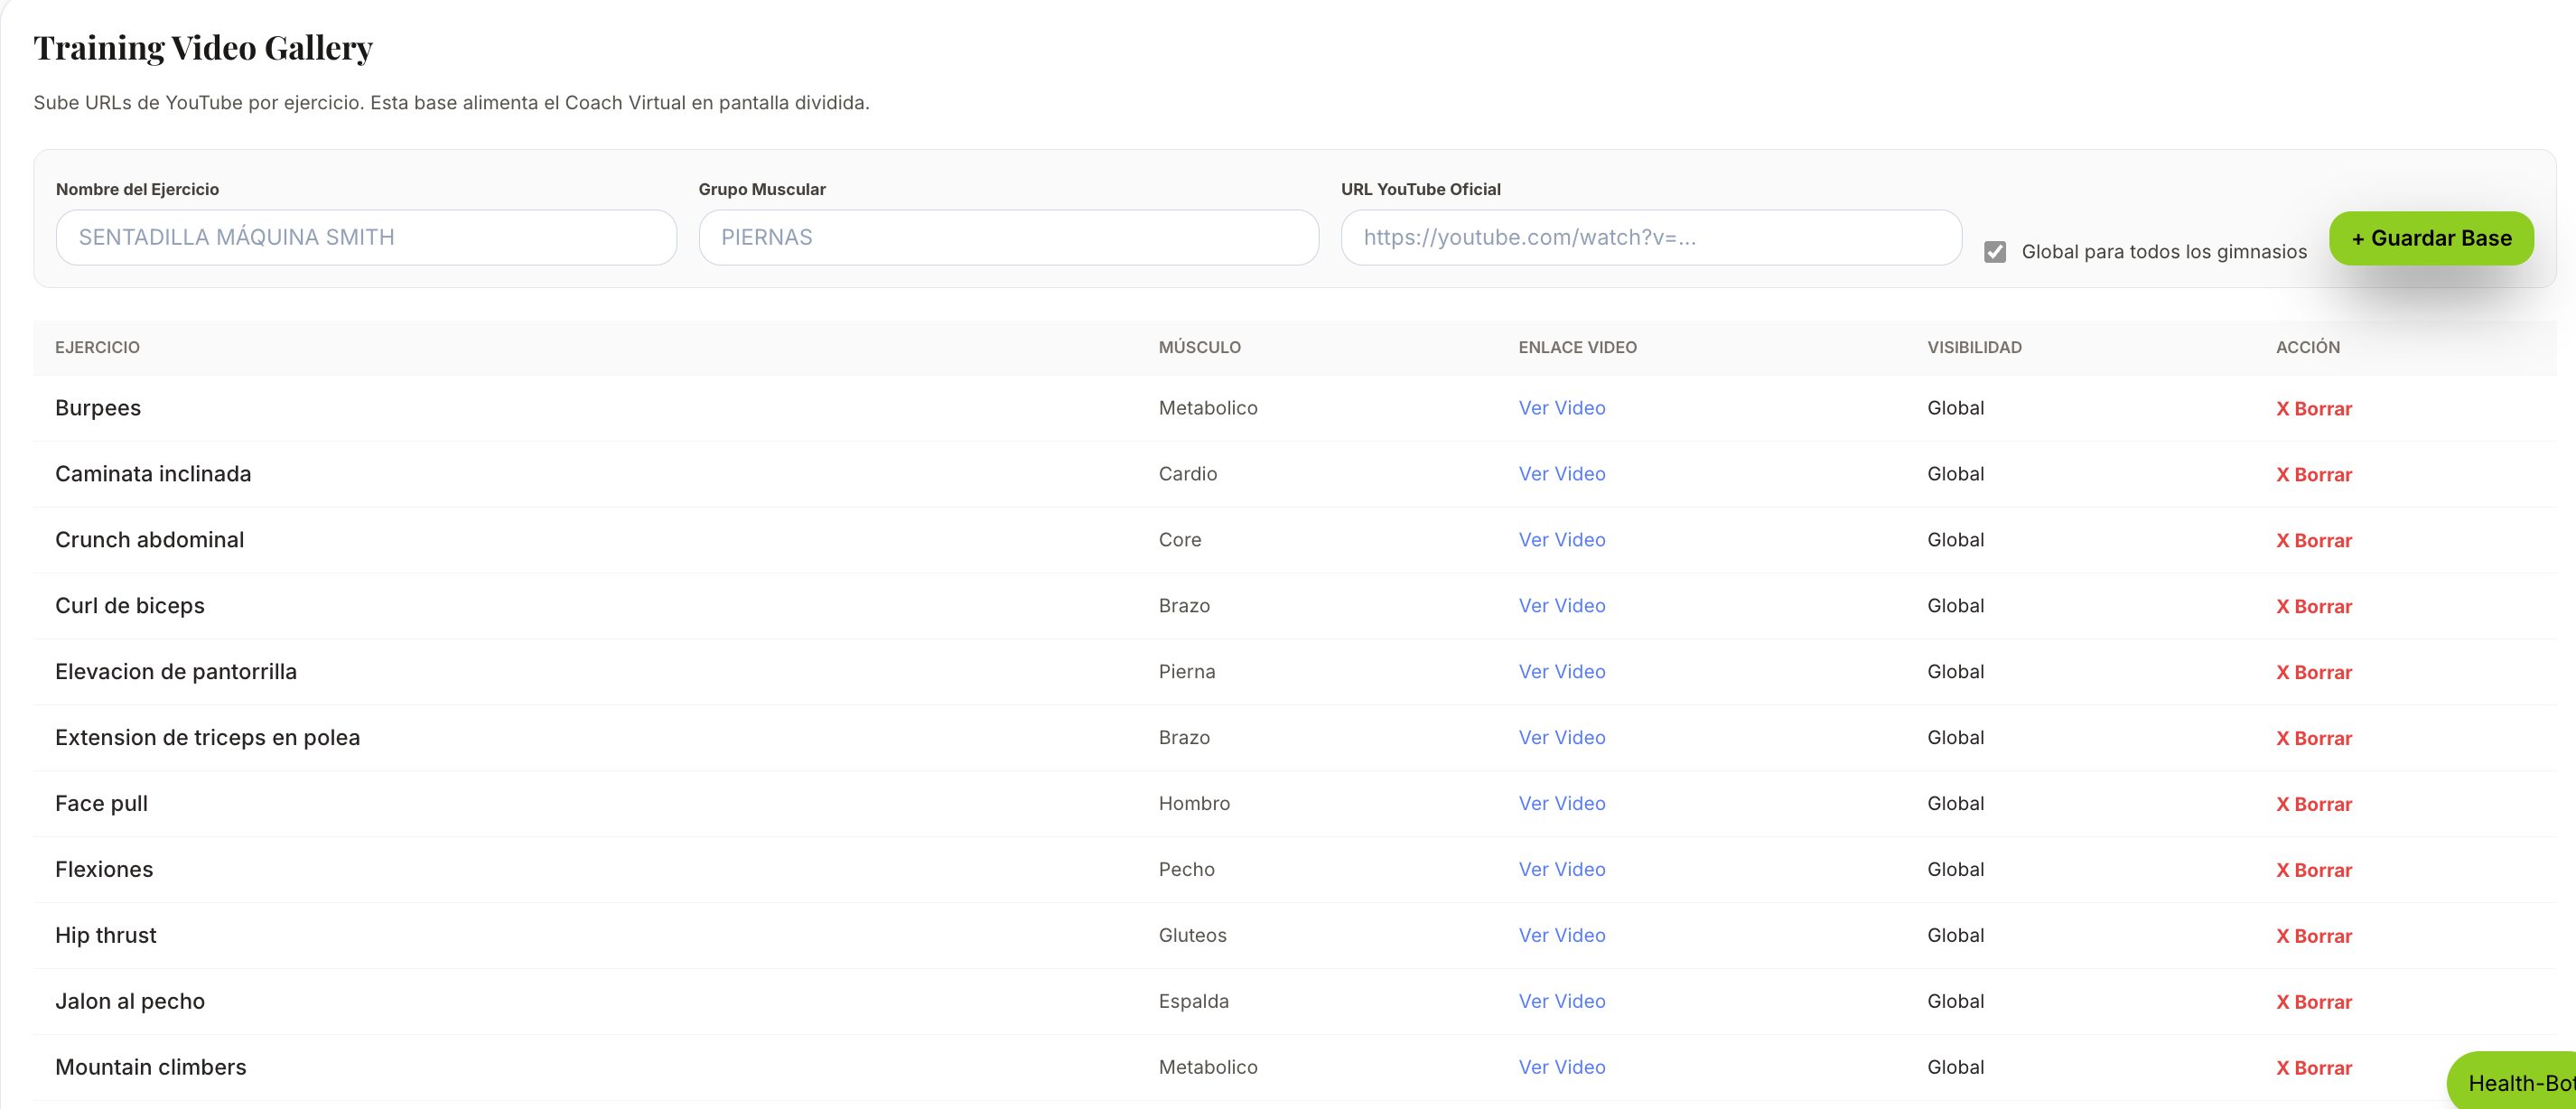 Training Video Gallery
Sube URLs de YouTube por ejercicio. Esta base alimenta el Coach Virtual en pantalla dividida.
Nombre del Ejercicio Grupo Muscular URL YouTube Oficial
SENTADILLA MÁQUINA SMITH PIERNAS https://youtube.com/watch?v=... Global para todos los gimnasios + Guardar Base
EJERCICIO MÚSCULO ENLACE VIDEO VISIBILIDAD ACCIÓN
Burpees Metabolico Ver Video Global X Borrar
Caminata inclinada Cardio Ver Video Global X Borrar
Crunch abdominal Core Ver Video Global X Borrar
Curl de biceps Brazo Ver Video Global X Borrar
Elevacion de pantorrilla Pierna Ver Video Global X Borrar
Extension de triceps en polea Brazo Ver Video Global X Borrar
Face pull Hombro Ver Video Global X Borrar
Flexiones Pecho Ver Video Global X Borrar
Hip thrust Gluteos Ver Video Global X Borrar
Jalon al pecho Espalda Ver Video Global X Borrar
Mountain climbers Metabolico Ver Video Global X Borrar
Health-Bot